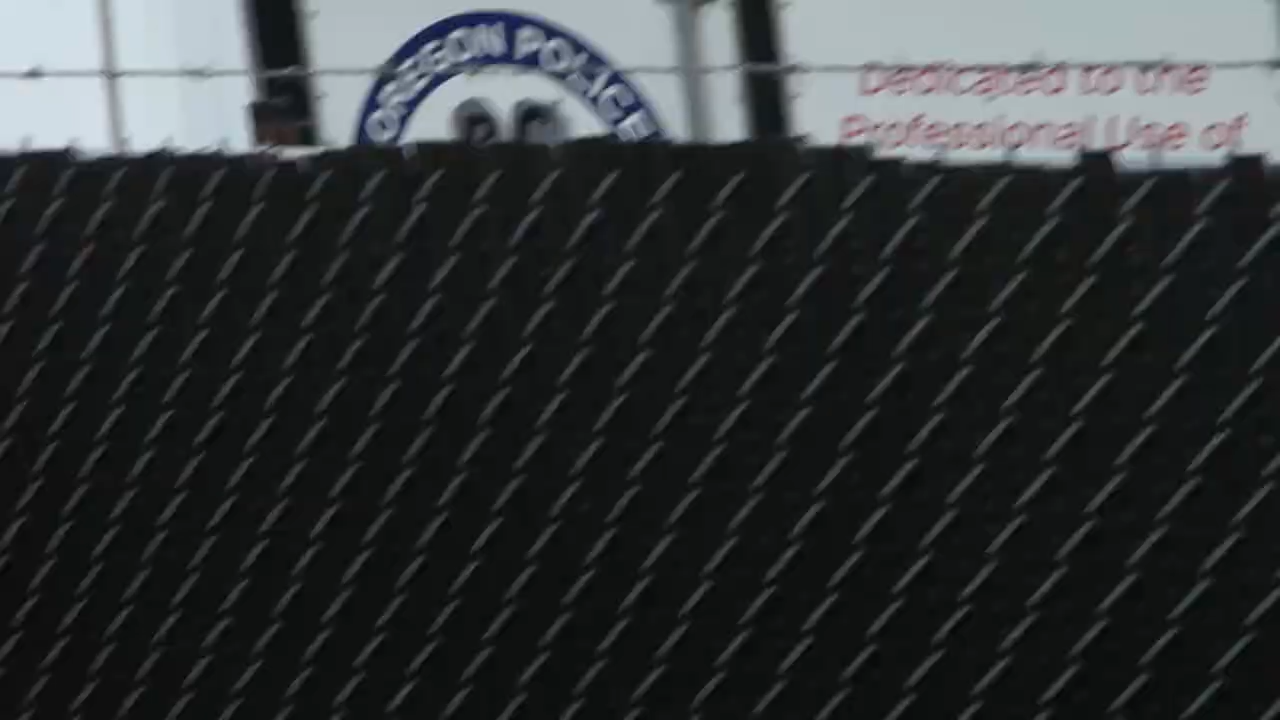 OREGON POLICE
Dedicated to the
Professional Use of